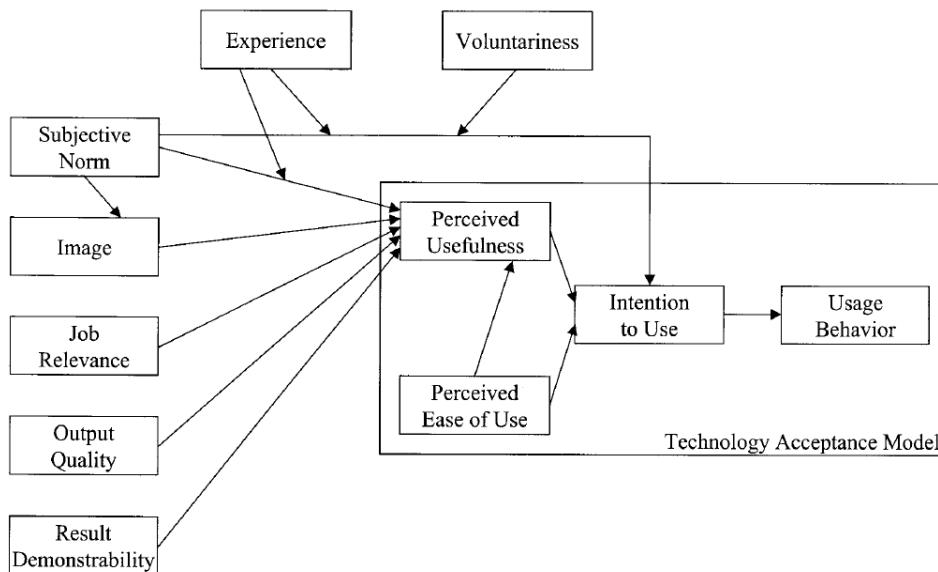 Experience
Voluntariness
Subjective
Norm
Image
Perceived
Usefulness
Intention
to Use
Usage
Behavior
Job
Relevance
Perceived
Ease of Use
Output
Quality
Technology Acceptance Model
Result
Demonstrability